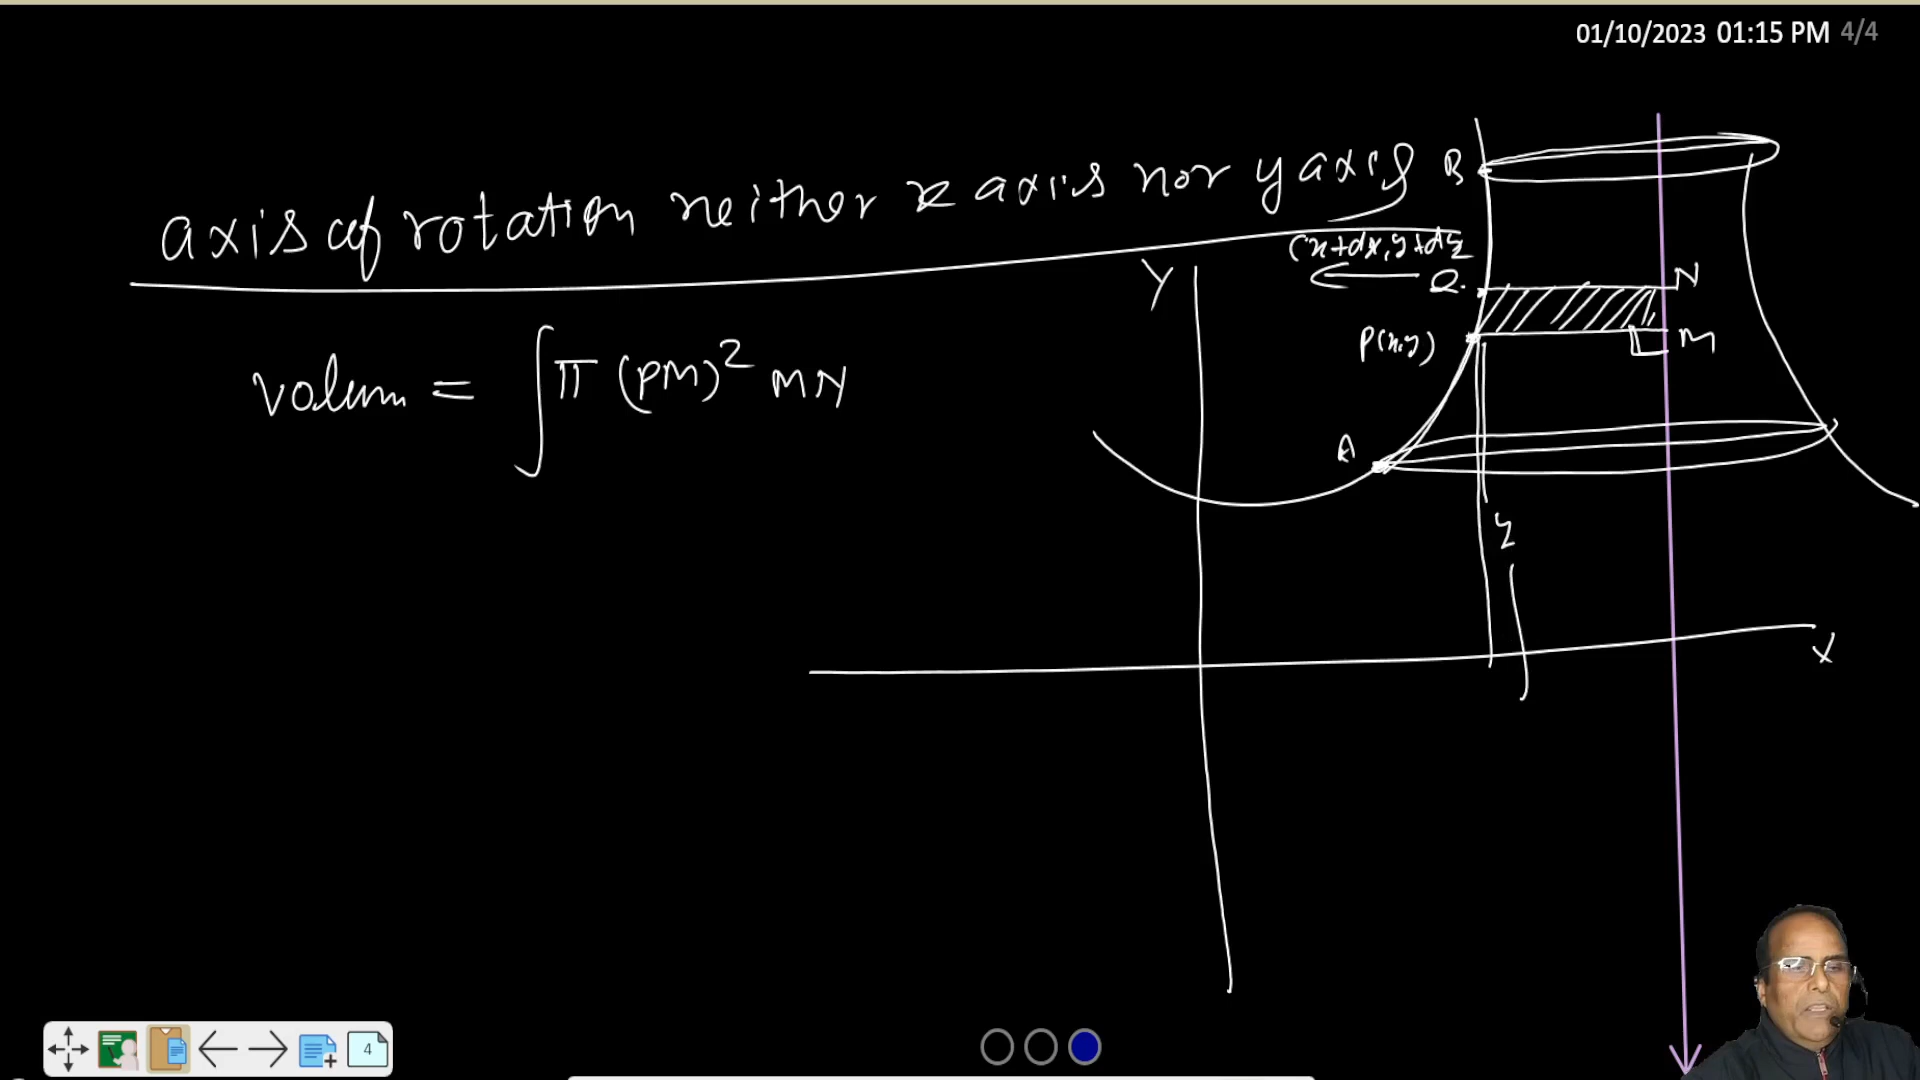 01/10/2023 01:15 PM 4/4
axis of rotation neither x axis nor y axis
volum = ∫ π (PM)² MN
B
(x+dx, y+dy
Y
Q
N
P(x,y)
M
A
y
X
4